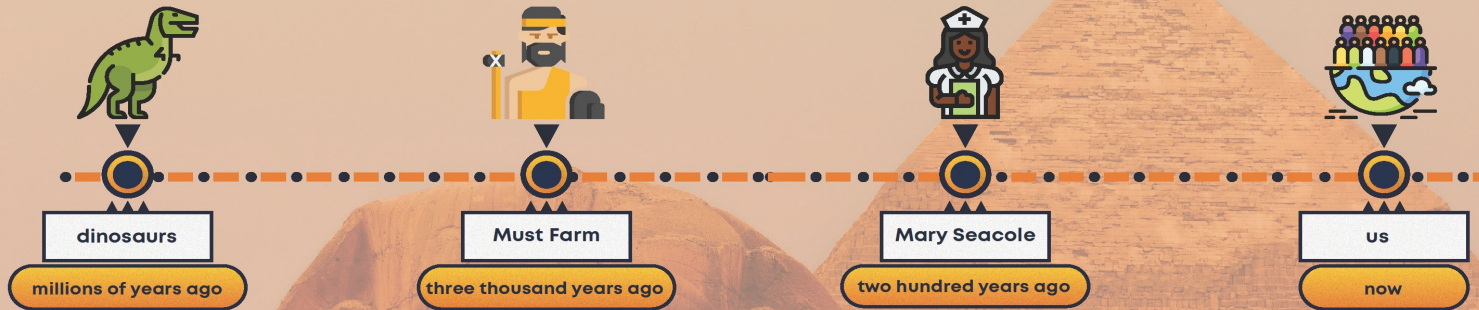 dinosaurs
millions of years ago
Must Farm
three thousand years ago
Mary Seacole
two hundred years ago
us
now